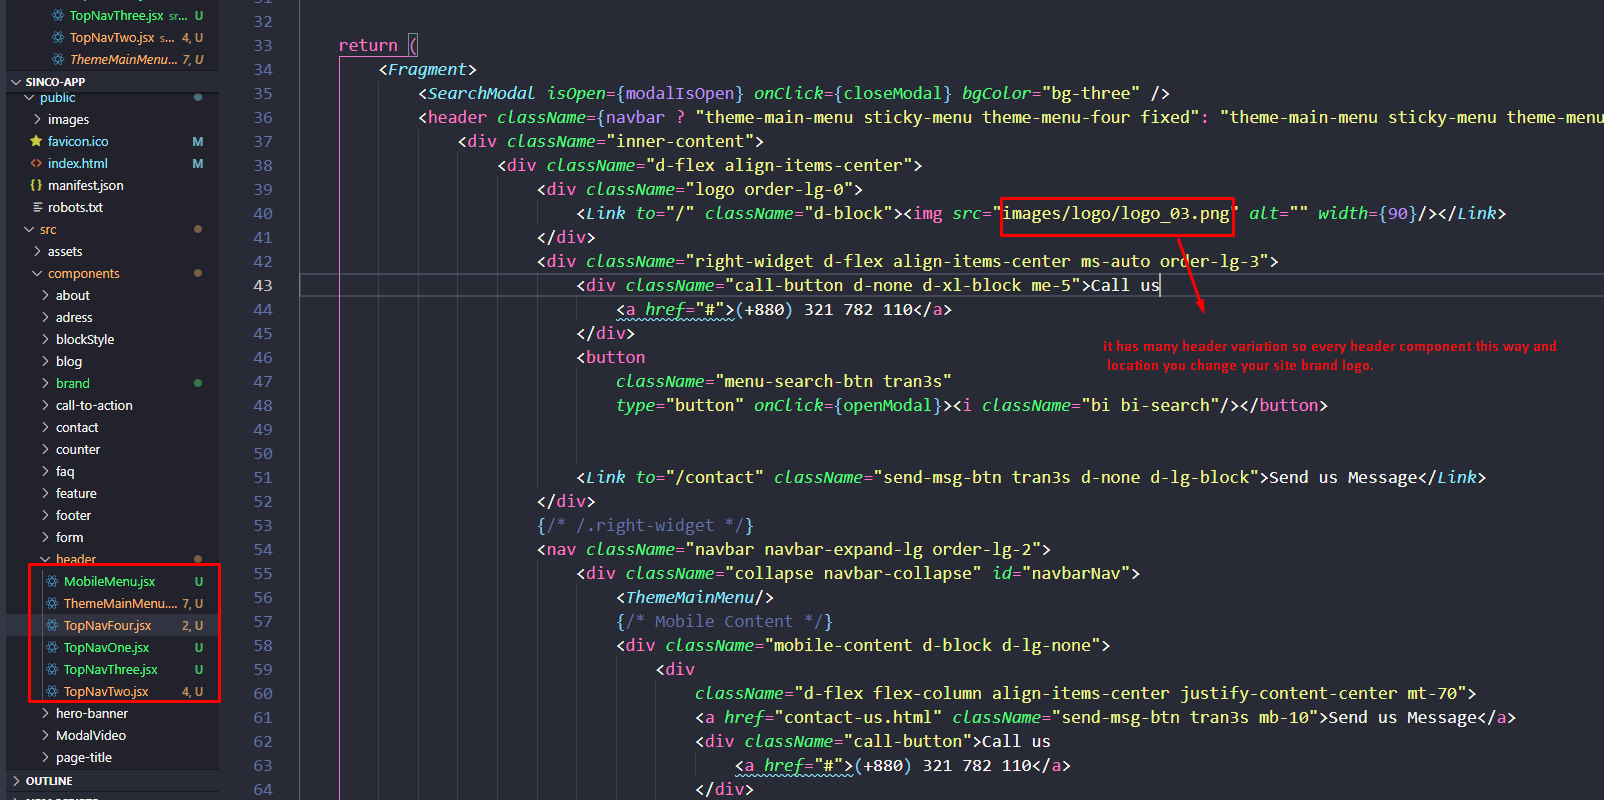 TopNavThree.jsx sr... U
TopNavTwo.jsx s... 4, U
ThemeMainMenu... 7, U
SINCO-APP
public
images
favicon.ico M
index.html M
manifest.json
robots.txt
src
assets
components
about
adress
blockStyle
blog
brand
call-to-action
contact
counter
faq
feature
footer
form
header
MobileMenu.jsx U
ThemeMainMenu.... 7, U
TopNavFour.jsx 2, U
TopNavOne.jsx U
TopNavThree.jsx U
TopNavTwo.jsx 4, U
hero-banner
ModalVideo
page-title
OUTLINE
32
33 return (
34 <Fragment>
35 <SearchModal isOpen={modalIsOpen} onClick={closeModal} bgColor="bg-three" />
36 <header className={navbar ? "theme-main-menu sticky-menu theme-menu-four fixed": "theme-main-menu sticky-menu theme-menu
37 <div className="inner-content">
38 <div className="d-flex align-items-center">
39 <div className="logo order-lg-0">
40 <Link to="/" className="d-block"><img src="images/logo/logo_03.png" alt="" width={90}/></Link>
41 </div>
42 <div className="right-widget d-flex align-items-center ms-auto order-lg-3">
43 <div className="call-button d-none d-xl-block me-5">Call us
44 <a href="#">(+880) 321 782 110</a>
45 </div>
46 <button
47 className="menu-search-btn tran3s"
48 type="button" onClick={openModal}><i className="bi bi-search"/></button>
49
50
51 <Link to="/contact" className="send-msg-btn tran3s d-none d-lg-block">Send us Message</Link>
52 </div>
53 {/* /.right-widget */}
54 <nav className="navbar navbar-expand-lg order-lg-2">
55 <div className="collapse navbar-collapse" id="navbarNav">
56 <ThemeMainMenu/>
57 {/* Mobile Content */}
58 <div className="mobile-content d-block d-lg-none">
59 <div
60 className="d-flex flex-column align-items-center justify-content-center mt-70">
61 <a href="contact-us.html" className="send-msg-btn tran3s mb-10">Send us Message</a>
62 <div className="call-button">Call us
63 <a href="#">(+880) 321 782 110</a>
64 </div>
it has many header variation so every header component this way and
location you change your site brand logo.